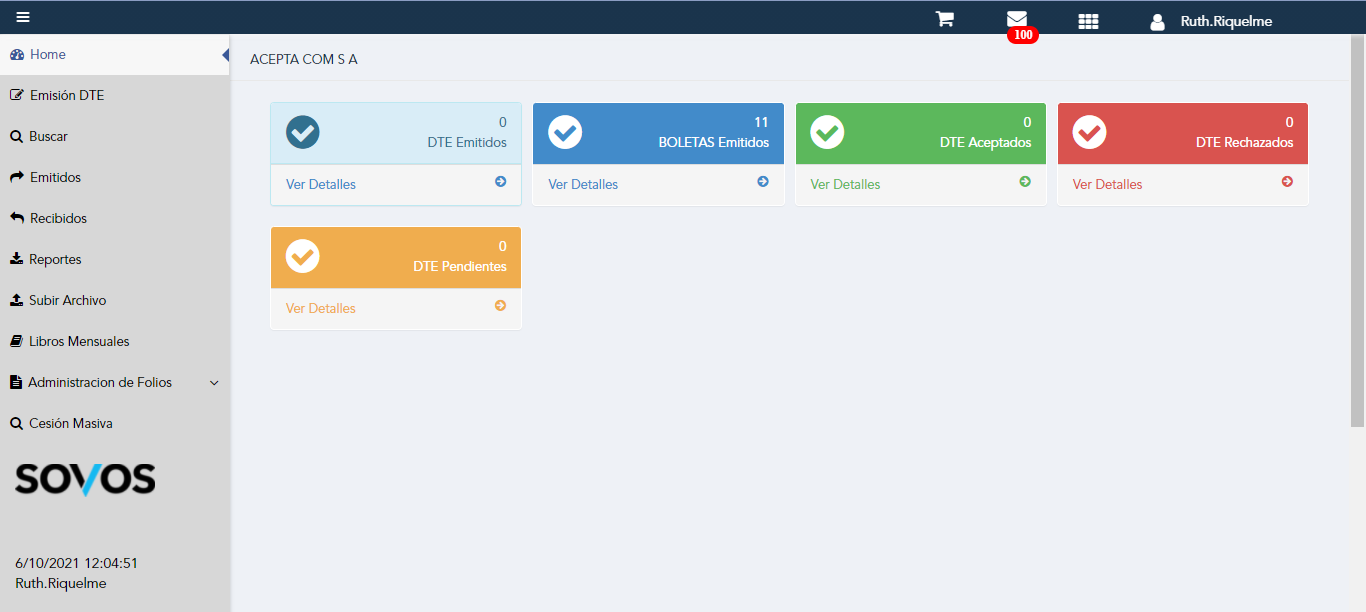 Ruth.Riquelme
100
Home
Emisión DTE
Buscar
Emitidos
Recibidos
Reportes
Subir Archivo
Libros Mensuales
Administracion de Folios
Cesión Masiva
SOVOS
6/10/2021 12:04:51
Ruth.Riquelme
ACEPTA COM S A
0
DTE Emitidos
Ver Detalles
11
BOLETAS Emitidos
Ver Detalles
0
DTE Aceptados
Ver Detalles
0
DTE Rechazados
Ver Detalles
0
DTE Pendientes
Ver Detalles